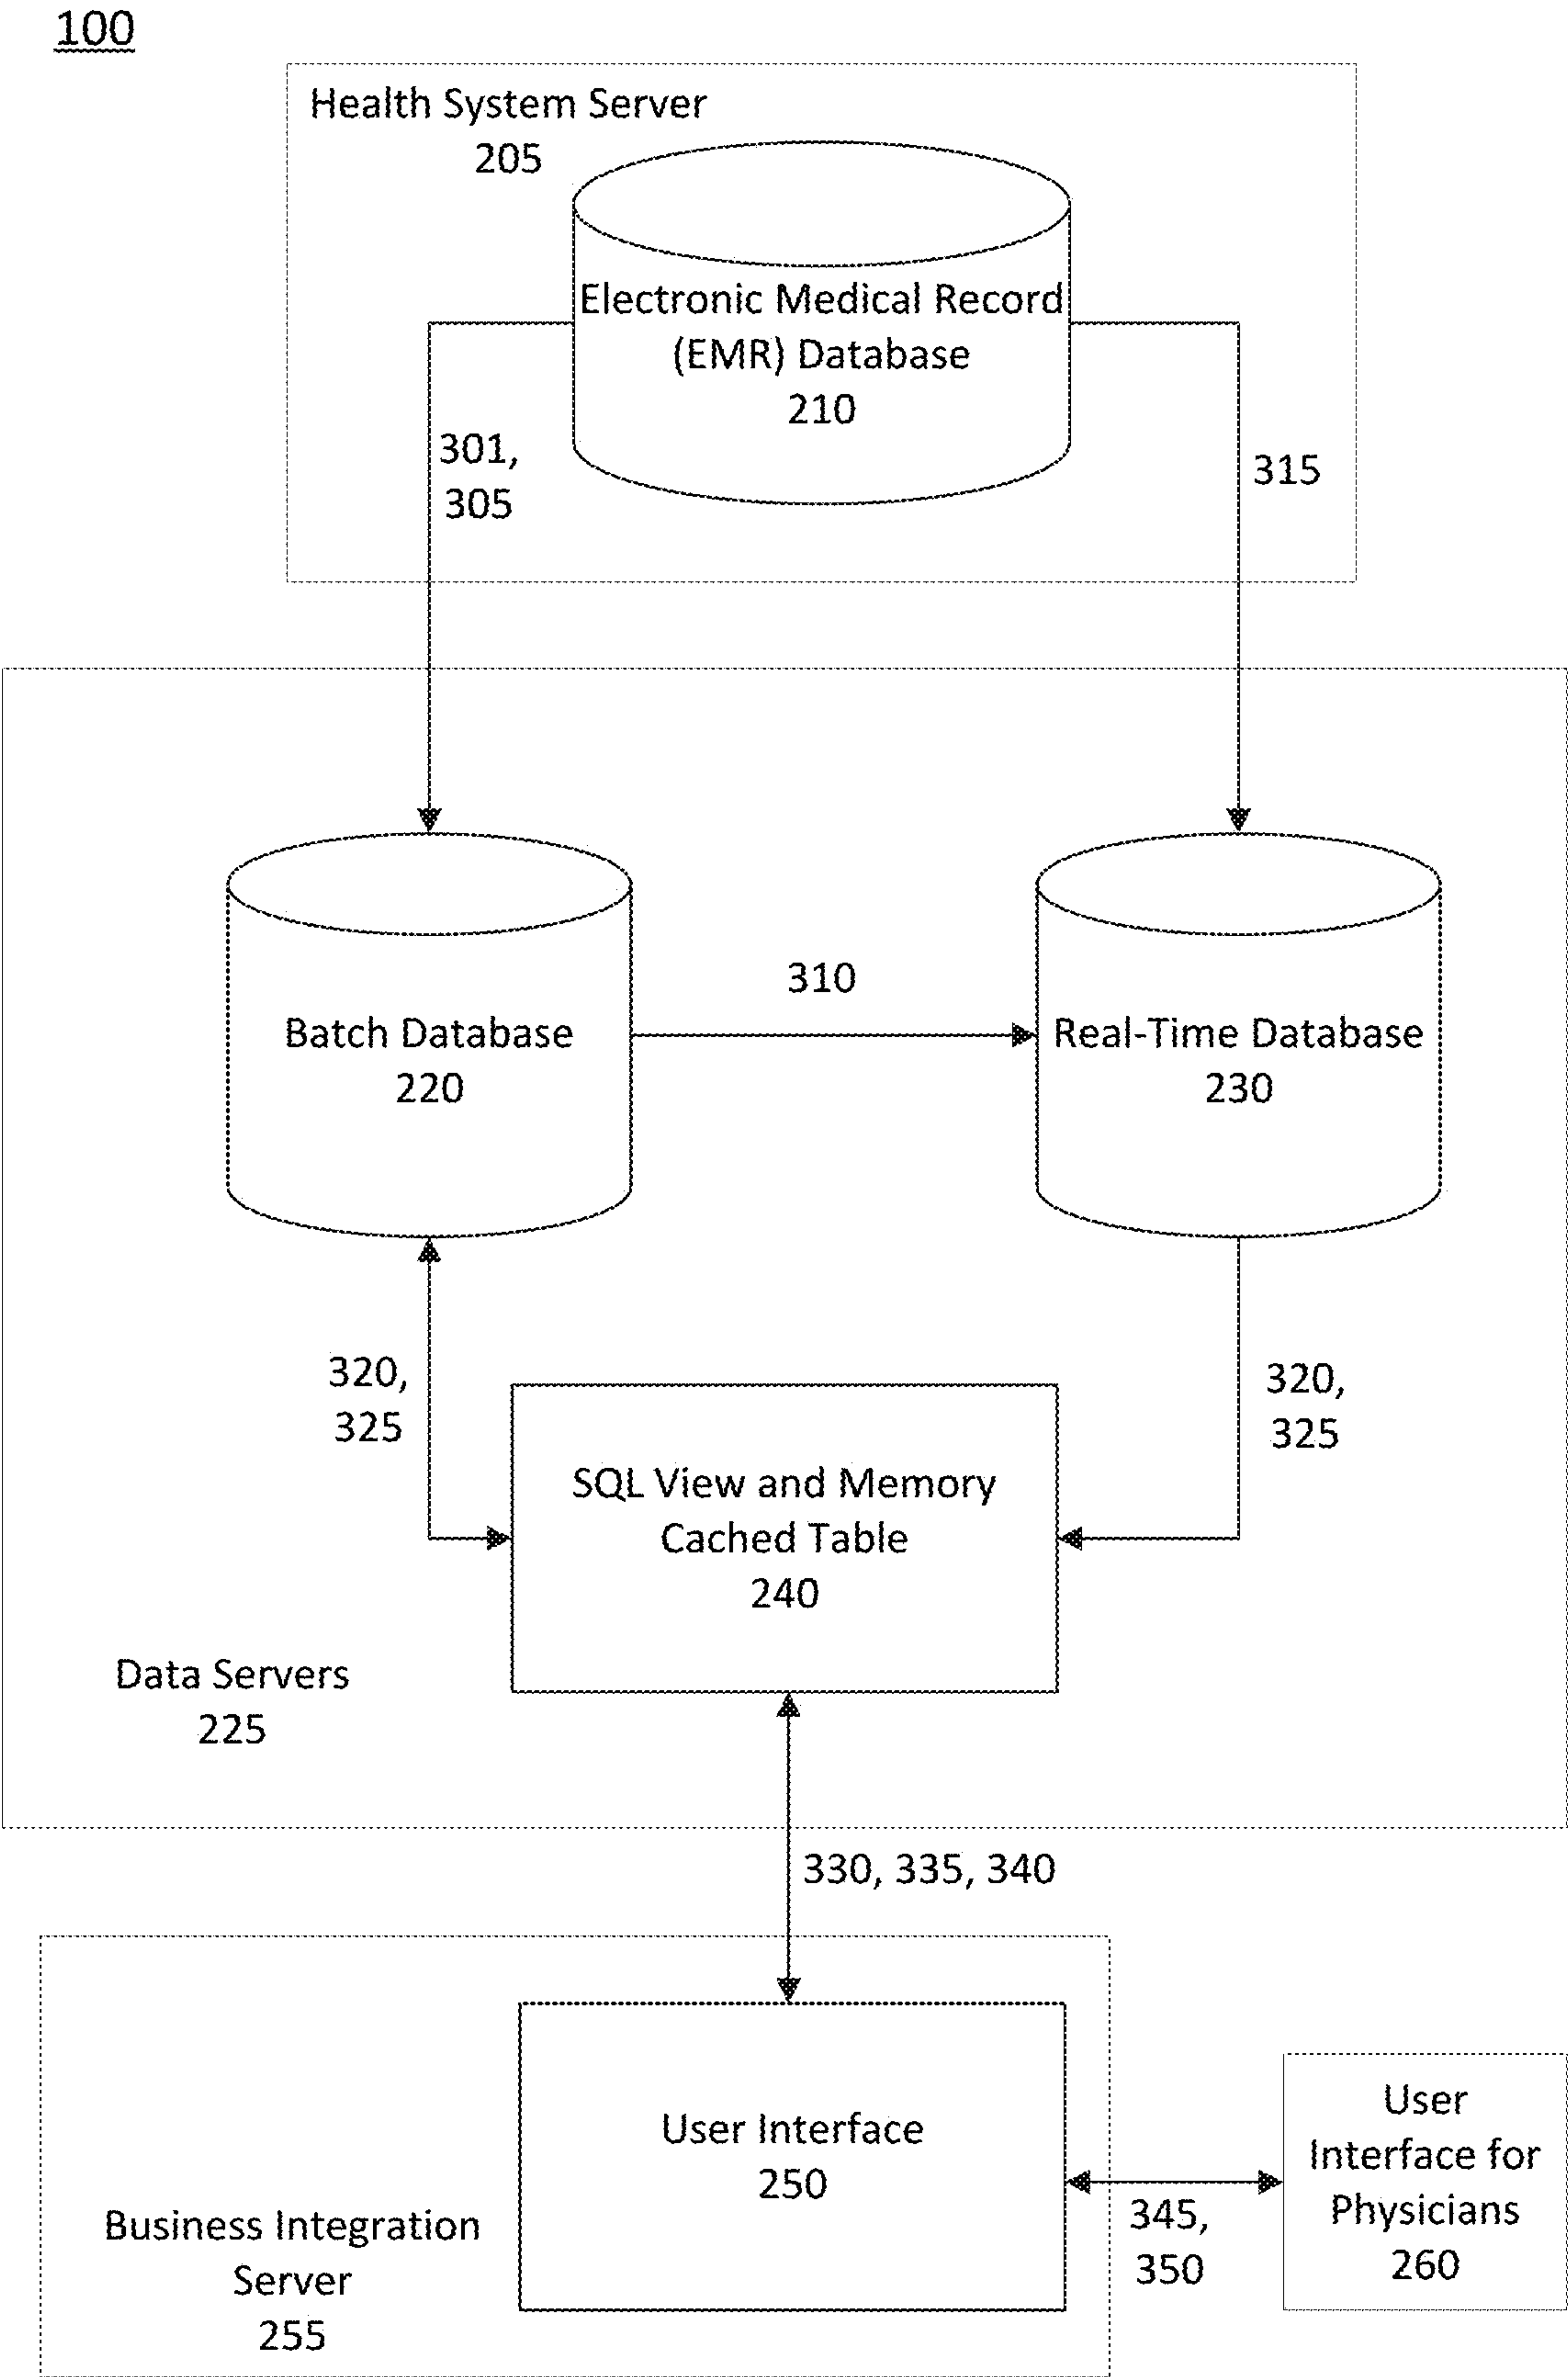 100
Health System Server
205
Electronic Medical Record
(EMR) Database
210
301,
305
315
Batch Database
220
310
Real-Time Database
230
320,
325
SQL View and Memory
Cached Table
240
320,
325
Data Servers
225
330, 335, 340
User Interface
250
Business Integration
Server
255
345,
350
User
Interface for
Physicians
260